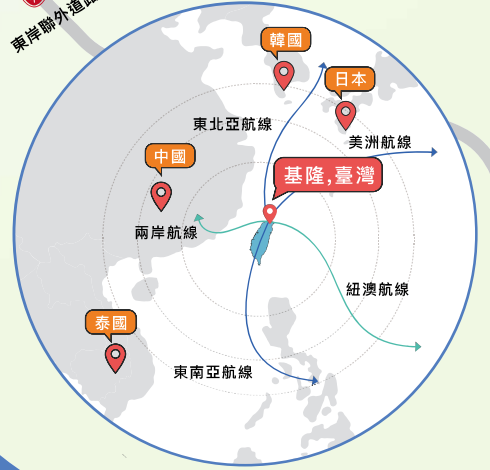 東岸聯外道路
韓國
日本
東北亞航線
美洲航線
中國
基隆,臺灣
兩岸航線
紐澳航線
泰國
東南亞航線